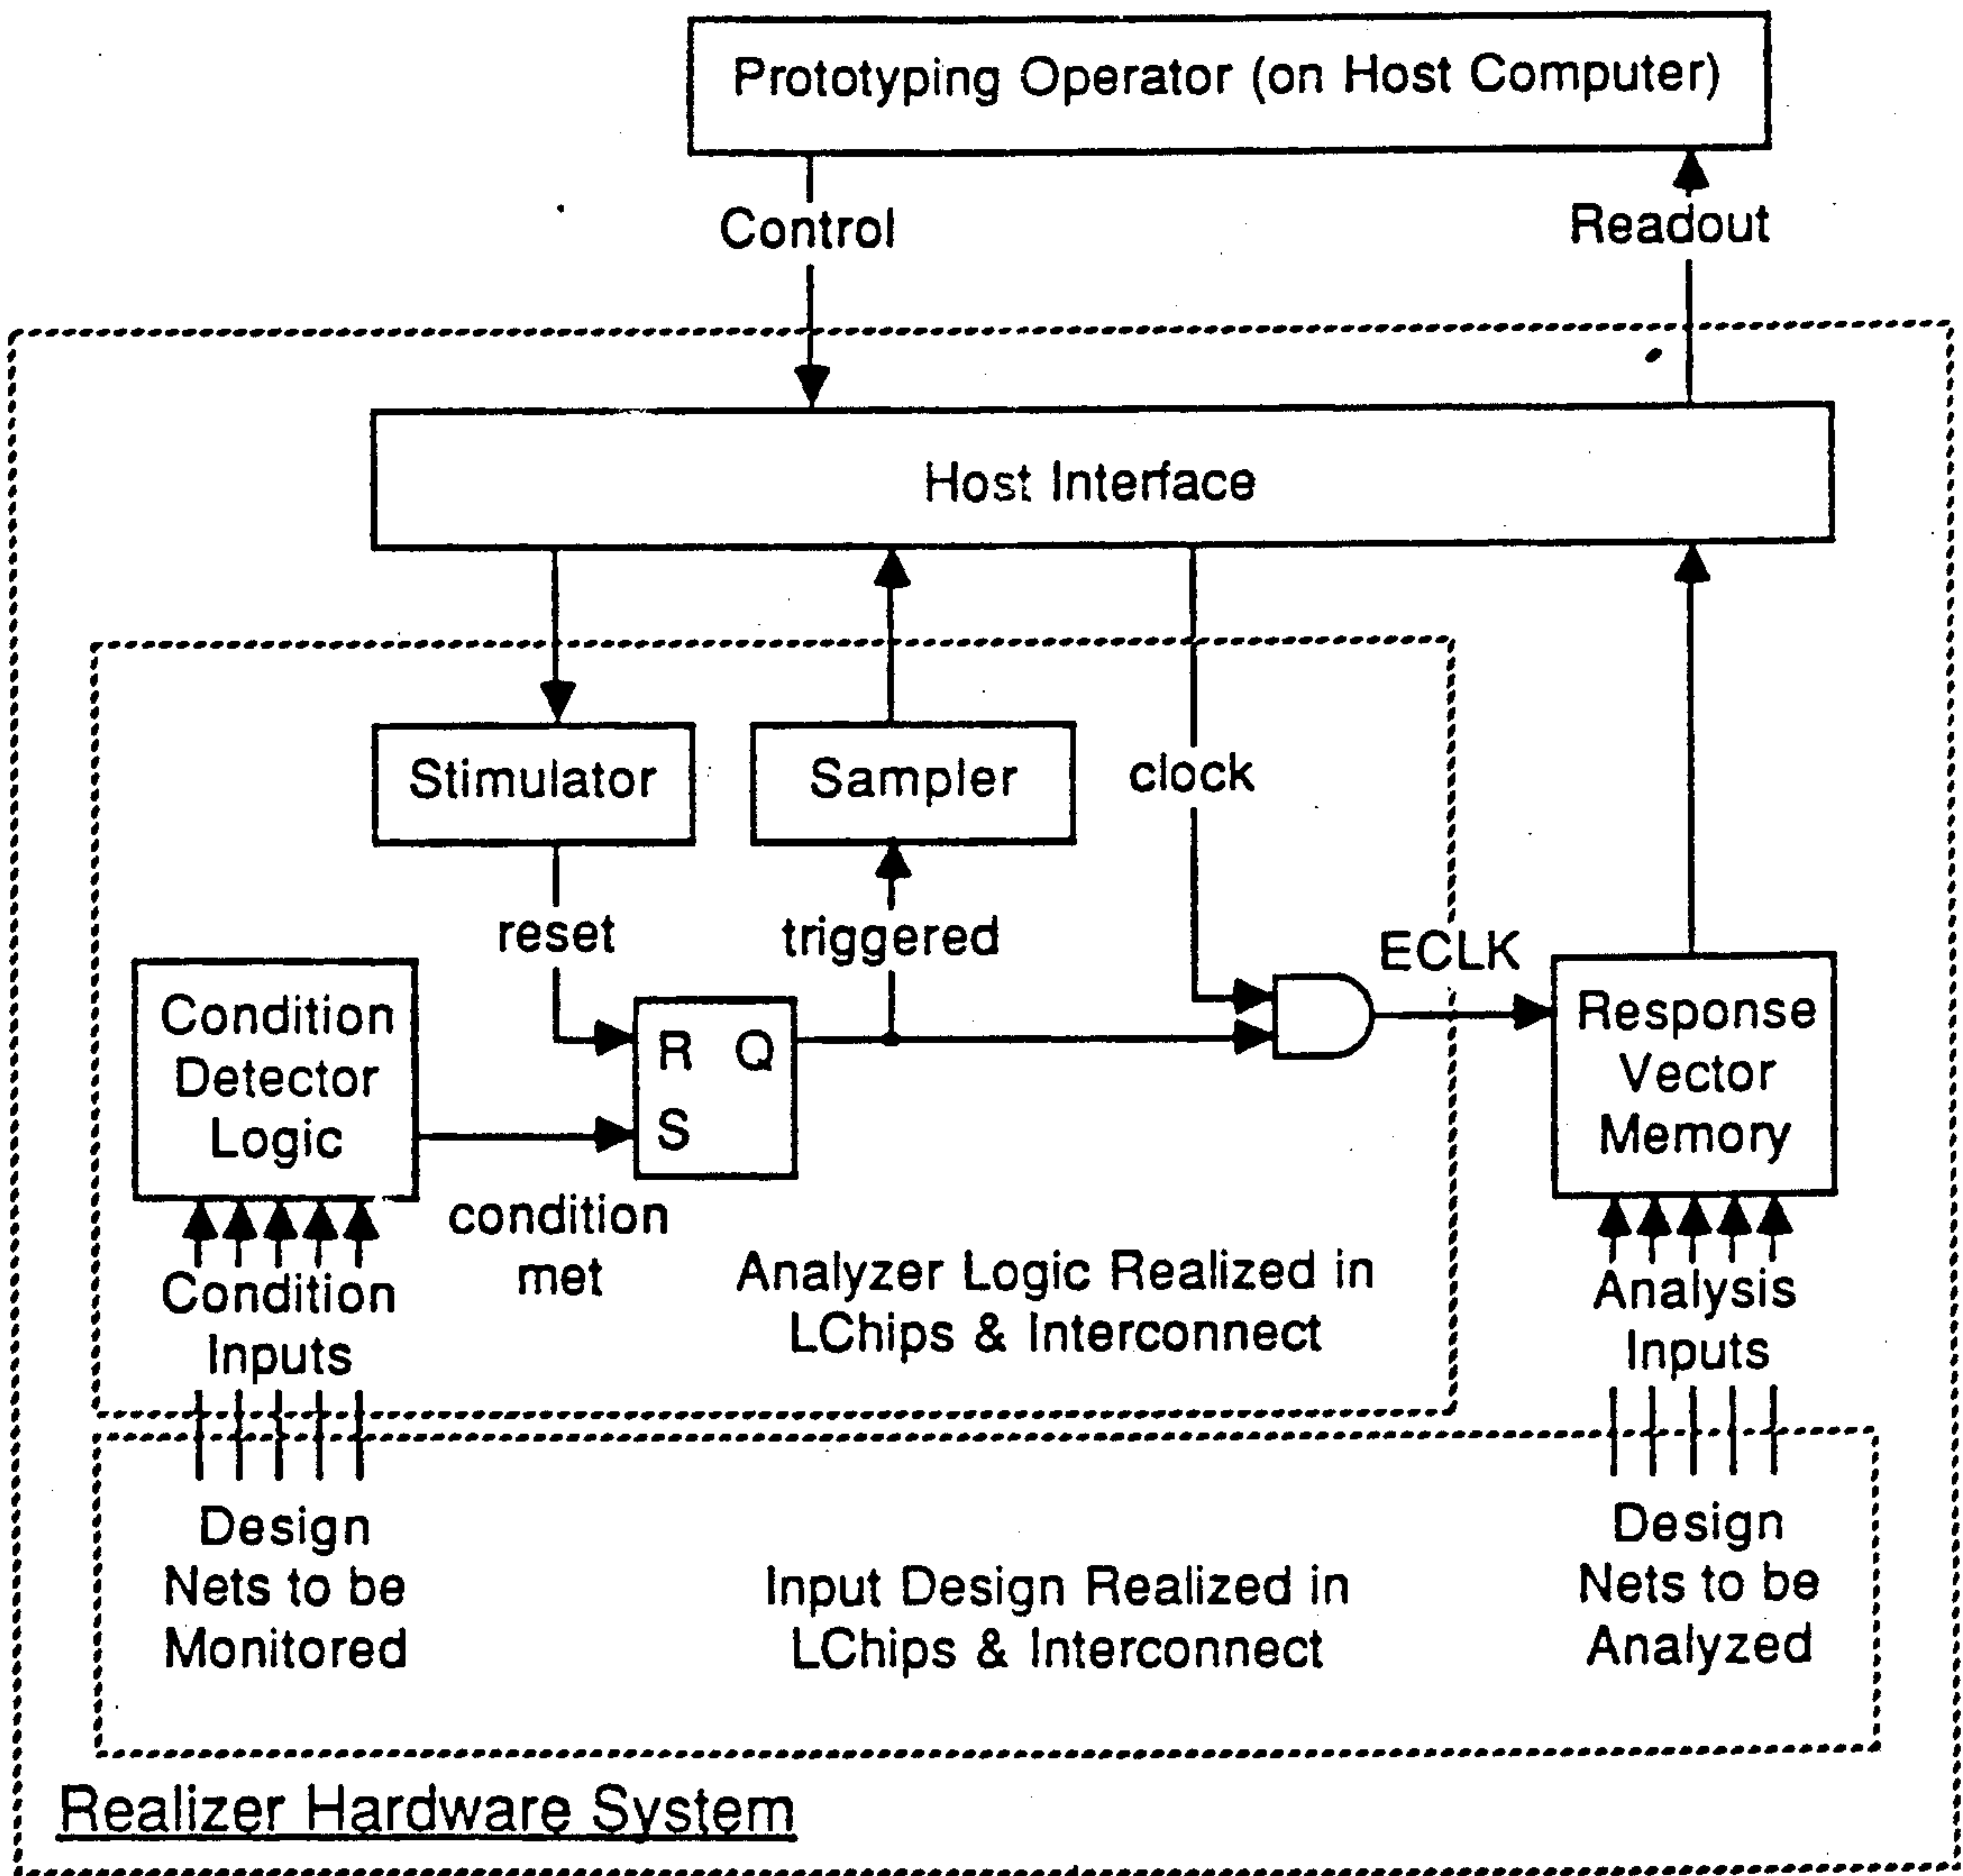 Prototyping Operator (on Host Computer)
Control
Readout
Host Interface
Stimulator
Sampler
clock
reset
triggered
ECLK
Condition
Detector
Logic
R Q
S
Response
Vector
Memory
condition
met
Condition
Inputs
Analyzer Logic Realized in
LChips & Interconnect
Analysis
Inputs
Design
Nets to be
Monitored
Input Design Realized in
LChips & Interconnect
Design
Nets to be
Analyzed
Realizer Hardware System